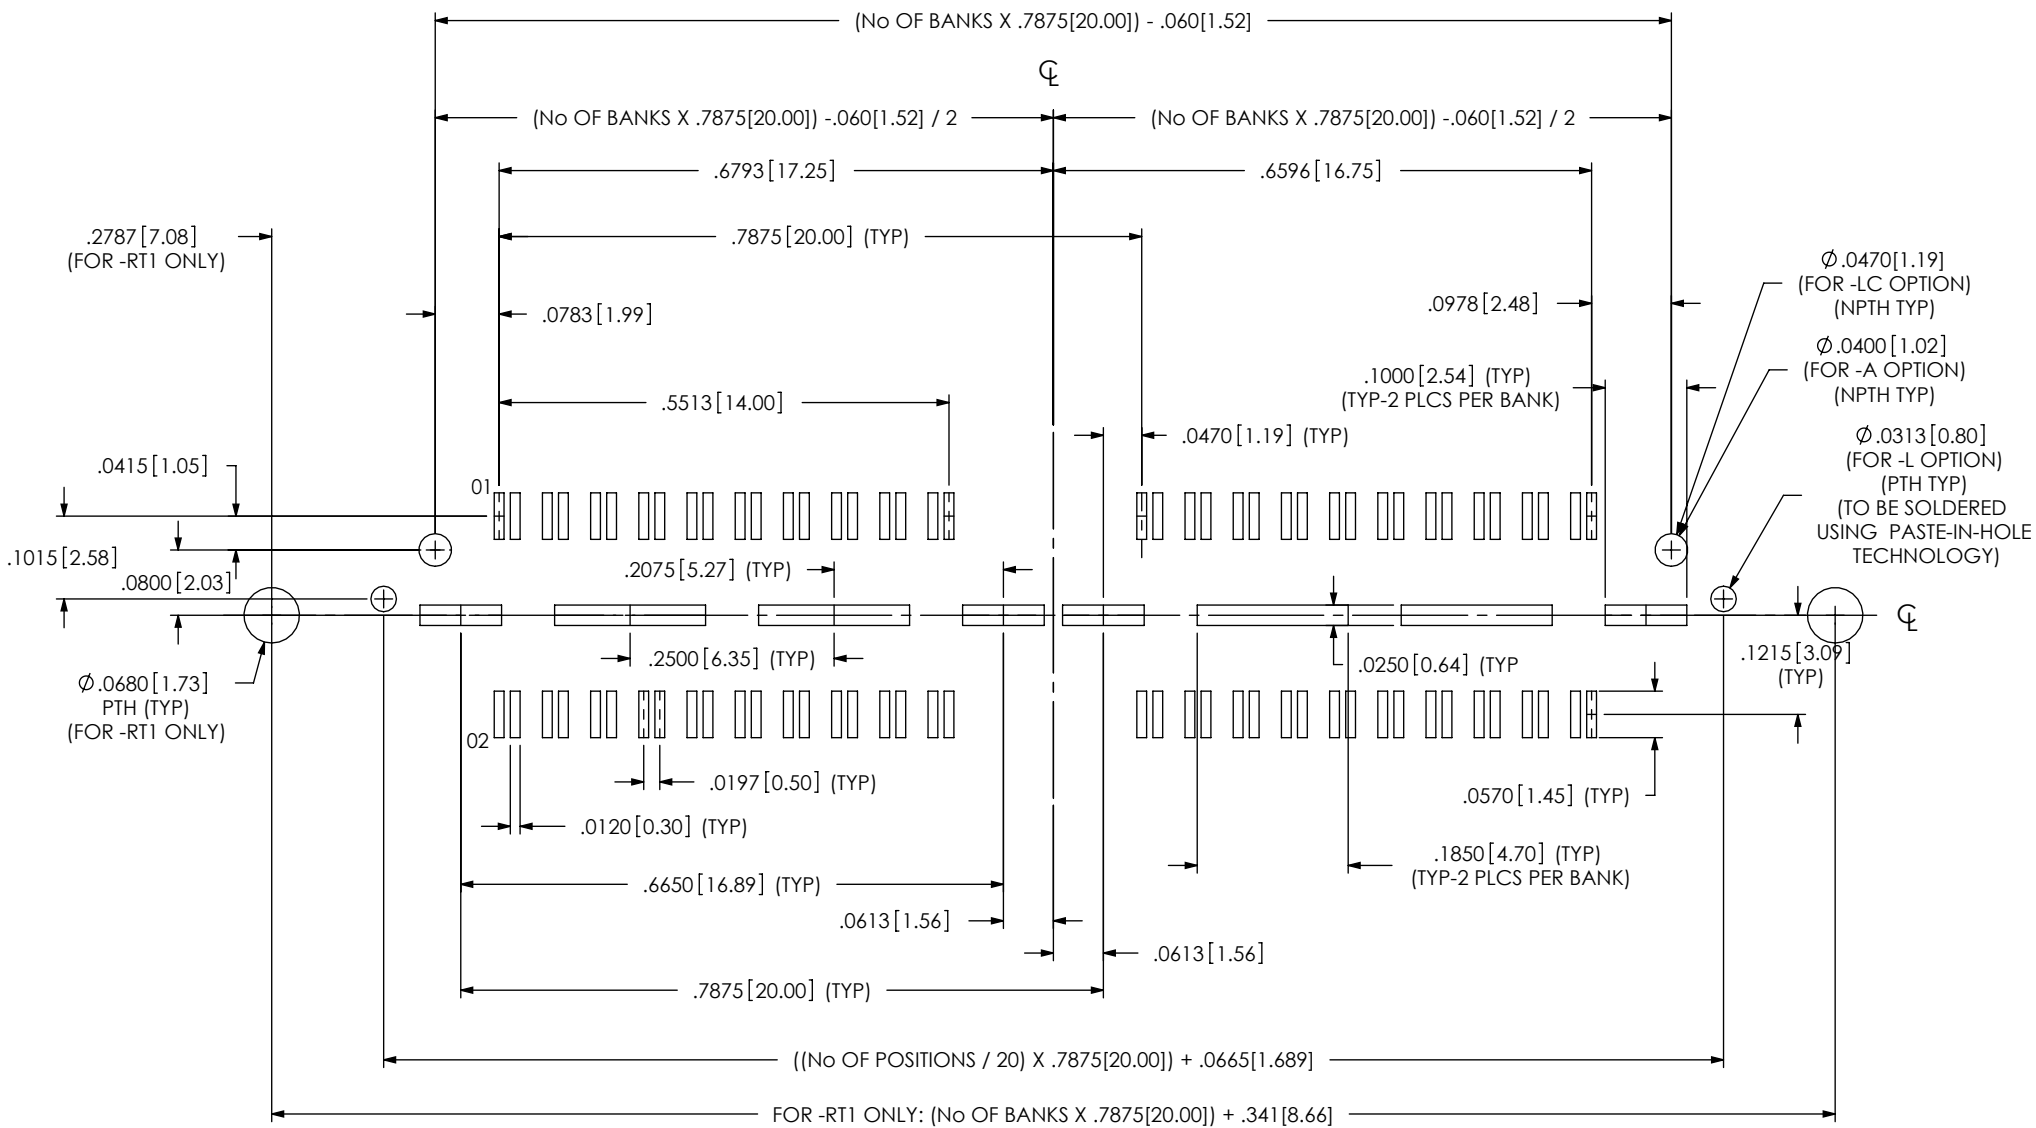 (No OF BANKS X .7875[20.00]) - .060[1.52]
℄
(No OF BANKS X .7875[20.00]) -.060[1.52] / 2
(No OF BANKS X .7875[20.00]) -.060[1.52] / 2
.6793[17.25]
.6596[16.75]
.2787[7.08]
(FOR -RT1 ONLY)
.7875[20.00] (TYP)
Ø.0470[1.19]
(FOR -LC OPTION)
(NPTH TYP)
.0783[1.99]
.0978[2.48]
Ø.0400[1.02]
(FOR -A OPTION)
(NPTH TYP)
.1000[2.54] (TYP)
(TYP-2 PLCS PER BANK)
.5513[14.00]
.0470[1.19] (TYP)
Ø.0313[0.80]
(FOR -L OPTION)
(PTH TYP)
(TO BE SOLDERED
USING PASTE-IN-HOLE
TECHNOLOGY)
.0415[1.05]
01
.1015[2.58]
.0800[2.03]
.2075[5.27] (TYP)
℄
.2500[6.35] (TYP)
.0250[0.64] (TYP
.1215[3.09]
(TYP)
Ø.0680[1.73]
PTH (TYP)
(FOR -RT1 ONLY)
02
.0197[0.50] (TYP)
.0570[1.45] (TYP)
.0120[0.30] (TYP)
.1850[4.70] (TYP)
(TYP-2 PLCS PER BANK)
.6650[16.89] (TYP)
.0613[1.56]
.0613[1.56]
.7875[20.00] (TYP)
((No OF POSITIONS / 20) X .7875[20.00]) + .0665[1.689]
FOR -RT1 ONLY: (No OF BANKS X .7875[20.00]) + .341[8.66]